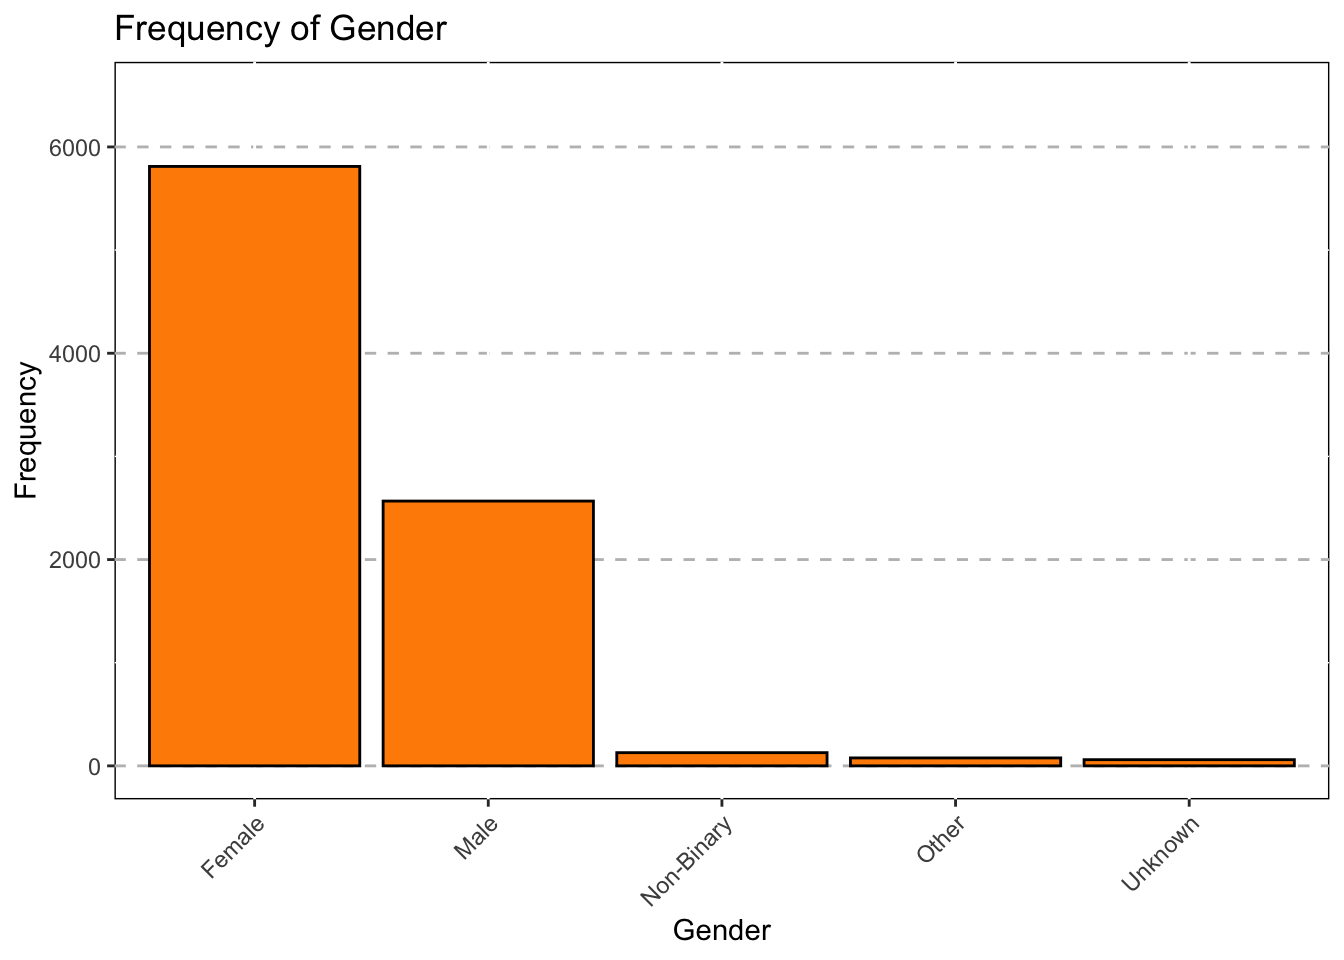 Frequency of Gender
6000
4000
2000
0
Frequency
Female
Male
Non-Binary
Other
Unknown
Gender